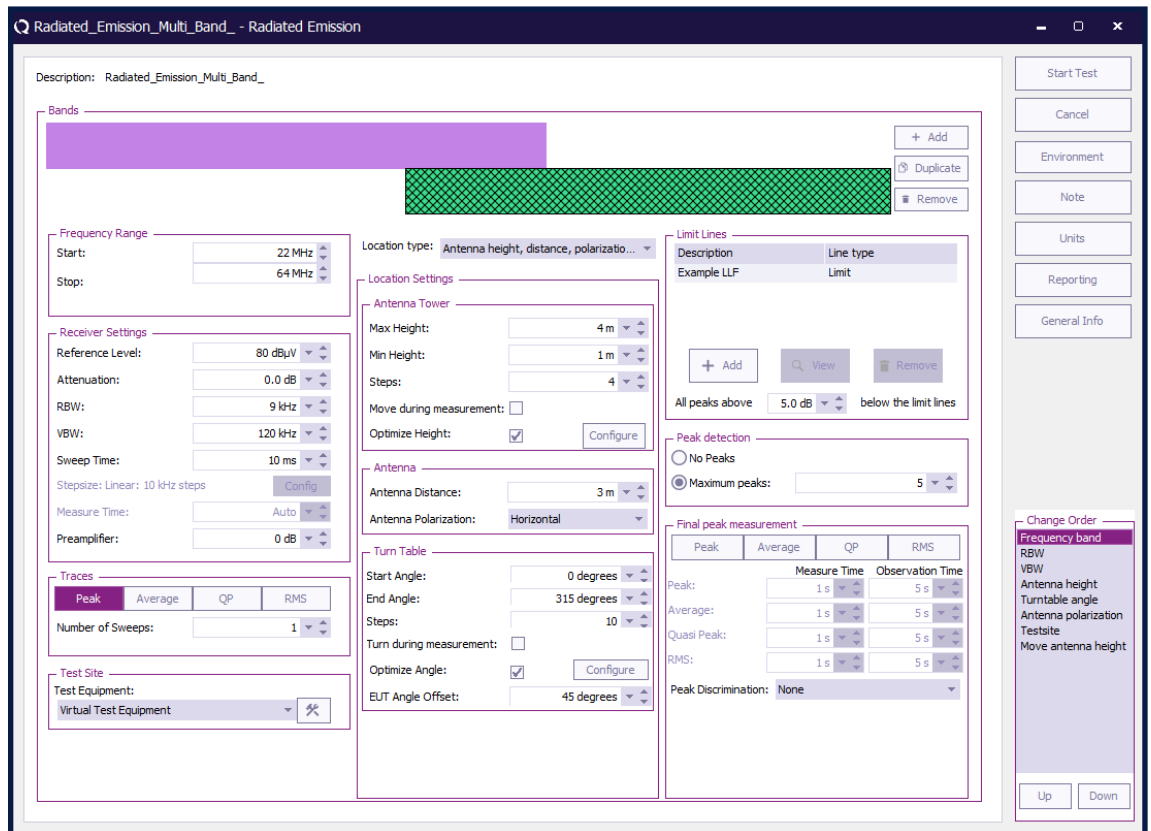 Radiated_Emission_Multi_Band_ - Radiated Emission
Description: Radiated_Emission_Multi_Band_
Bands
+ Add
Duplicate
Remove
Frequency Range
Start: 22 MHz
Stop: 64 MHz
Receiver Settings
Reference Level: 80 dBµV
Attenuation: 0.0 dB
RBW: 9 kHz
VBW: 120 kHz
Sweep Time: 10 ms
Stepsize: Linear: 10 kHz steps Config
Measure Time: Auto
Preamplifier: 0 dB
Traces
Peak Average QP RMS
Number of Sweeps: 1
Test Site
Test Equipment:
Virtual Test Equipment
Location type: Antenna height, distance, polarizatio...
Location Settings
Antenna Tower
Max Height: 4 m
Min Height: 1 m
Steps: 4
Move during measurement:
Optimize Height: Configure
Antenna
Antenna Distance: 3 m
Antenna Polarization: Horizontal
Turn Table
Start Angle: 0 degrees
End Angle: 315 degrees
Steps: 10
Turn during measurement:
Optimize Angle: Configure
EUT Angle Offset: 45 degrees
Limit Lines
Description Line type
Example LLF Limit
+ Add View Remove
All peaks above 5.0 dB below the limit lines
Peak detection
No Peaks
Maximum peaks: 5
Final peak measurement
Peak Average QP RMS
Measure Time Observation Time
Peak: 1 s 5 s
Average: 1 s 5 s
Quasi Peak: 1 s 5 s
RMS: 1 s 5 s
Peak Discrimination: None
Start Test
Cancel
Environment
Note
Units
Reporting
General Info
Change Order
Frequency band
RBW
VBW
Antenna height
Turntable angle
Antenna polarization
Testsite
Move antenna height
Up Down